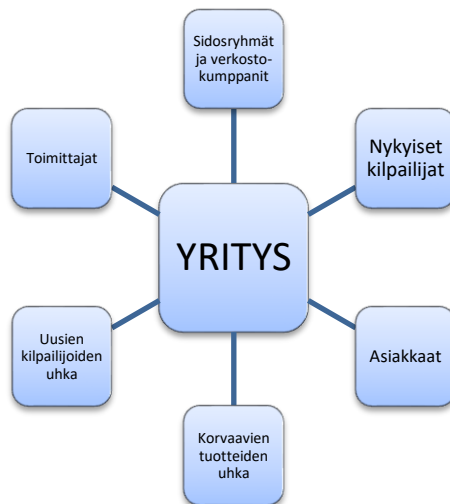 Sidosryhmät
ja verkosto-
kumppanit
Toimittajat
Nykyiset
kilpailijat
YRITYS
Uusien
kilpailijoiden
uhka
Asiakkaat
Korvaavien
tuotteiden
uhka